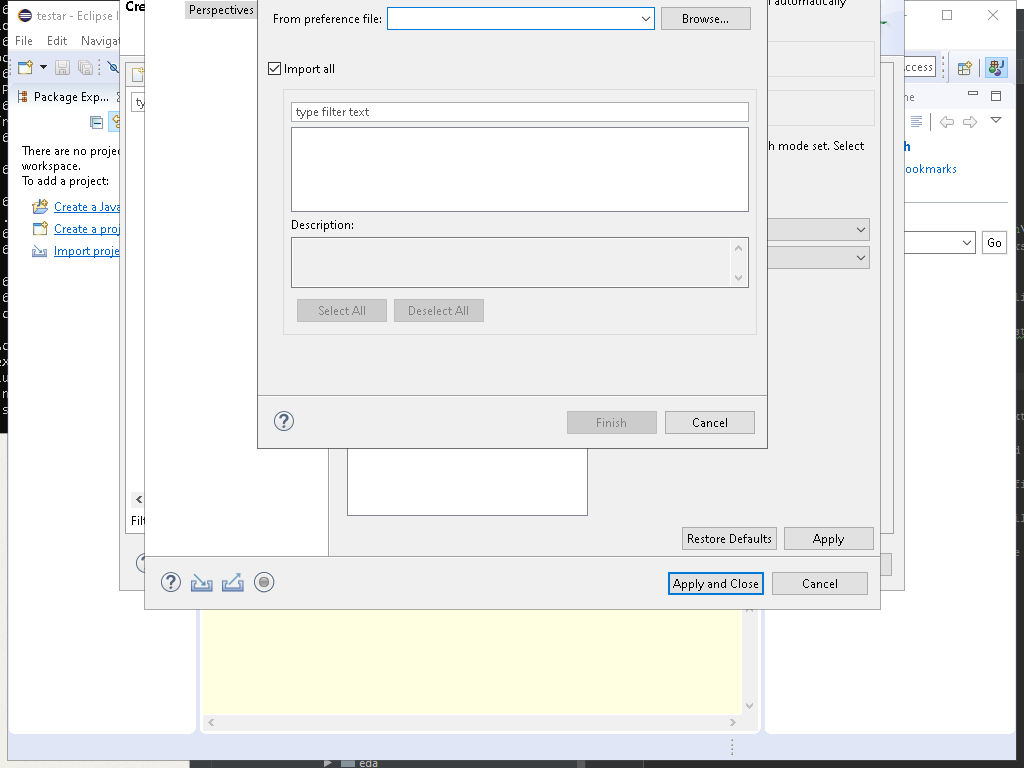 testar - Eclipse I
File Edit Navigat
Package Exp...
There are no projec
workspace.
To add a project:
Create a Java
Create a proj
Import proje
Cre
ty
Filt
Perspectives
From preference file:
Browse...
Import all
type filter text
Description:
Select All
Deselect All
Finish
Cancel
automatically
h mode set. Select
Restore Defaults
Apply
Apply and Close
Cancel
ccess
ne
h
ookmarks
Go
eda